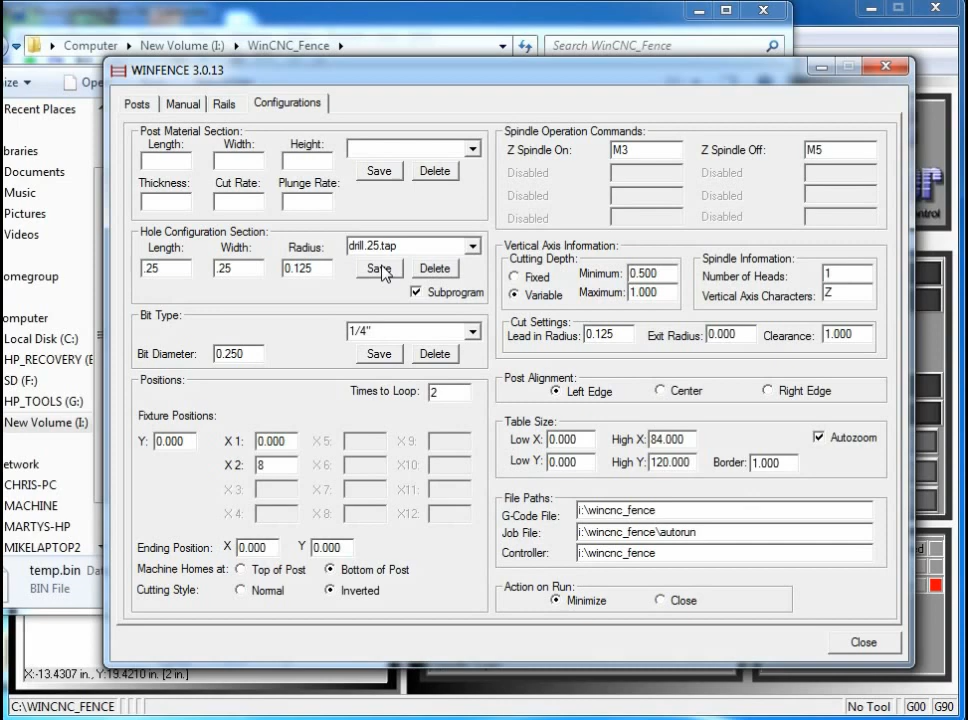 Computer ▸ New Volume (I:) ▸ WinCNC_Fence ▸
Search WinCNC_Fence
WINFENCE 3.0.13
ize
Ope
Posts
Manual
Rails
Configurations
Recent Places
braries
Documents
Music
Pictures
Videos
omegroup
omputer
Local Disk (C:)
HP_RECOVERY (E
SD (F:)
HP_TOOLS (G:)
New Volume (I:)
etwork
CHRIS-PC
MACHINE
MARTYS-HP
MIKELAPTOP2
temp.bin Da
BIN File
Post Material Section:
Length: Width: Height:
Save Delete
Thickness: Cut Rate: Plunge Rate:
Hole Configuration Section:
Length: Width: Radius: drill.25.tap
.25 .25 0.125 Save Delete
Subprogram
Bit Type:
1/4"
Bit Diameter: 0.250 Save Delete
Positions:
Times to Loop: 2
Fixture Positions:
Y: 0.000 X 1: 0.000 X 5: X 9:
X 2: 8 X 6: X10:
X 3: X 7: X11:
X 4: X 8: X12:
Ending Position: X 0.000 Y 0.000
Machine Homes at: Top of Post Bottom of Post
Cutting Style: Normal Inverted
Spindle Operation Commands:
Z Spindle On: M3 Z Spindle Off: M5
Disabled Disabled
Disabled Disabled
Disabled Disabled
Vertical Axis Information:
Cutting Depth:
Fixed Minimum: 0.500
Variable Maximum: 1.000
Spindle Information:
Number of Heads: 1
Vertical Axis Characters: Z
Cut Settings:
Lead in Radius: 0.125 Exit Radius: 0.000 Clearance: 1.000
Post Alignment:
Left Edge Center Right Edge
Table Size:
Low X: 0.000 High X: 84.000 Autozoom
Low Y: 0.000 High Y: 120.000 Border: 1.000
File Paths:
G-Code File: i:\wincnc_fence
Job File: i:\wincnc_fence\autorun
Controller: i:\wincnc_fence
Action on Run:
Minimize Close
Close
ntrol
X:-13.4307 in., Y:19.4210 in. [2 in.]
C:\WINCNC_FENCE
No Tool G00 G90